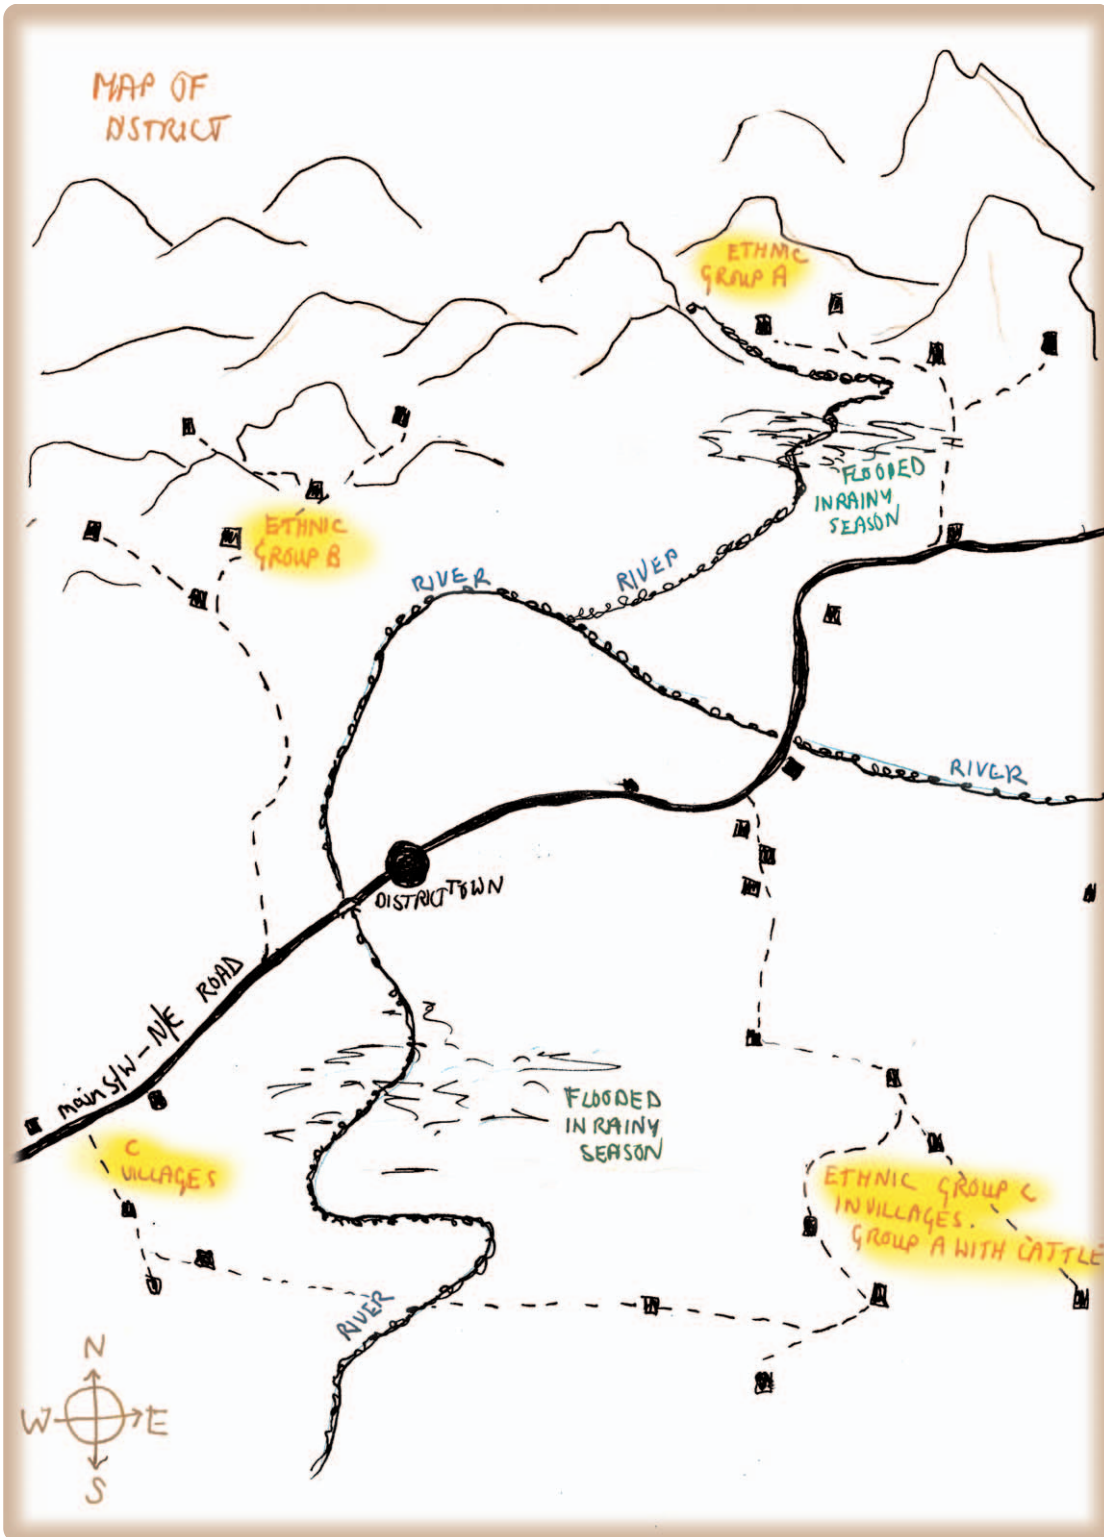 MAP OF
DISTRICT
ETHNIC
GROUP A
FLOODED
IN RAINY
SEASON
ETHNIC
GROUP B
RIVER
RIVER
RIVER
DISTRICT TOWN
main S/W - N/E ROAD
FLOODED
IN RAINY
SEASON
C
VILLAGES
ETHNIC GROUP C
IN VILLAGES.
GROUP A WITH CATTLE
RIVER
N
W
E
S